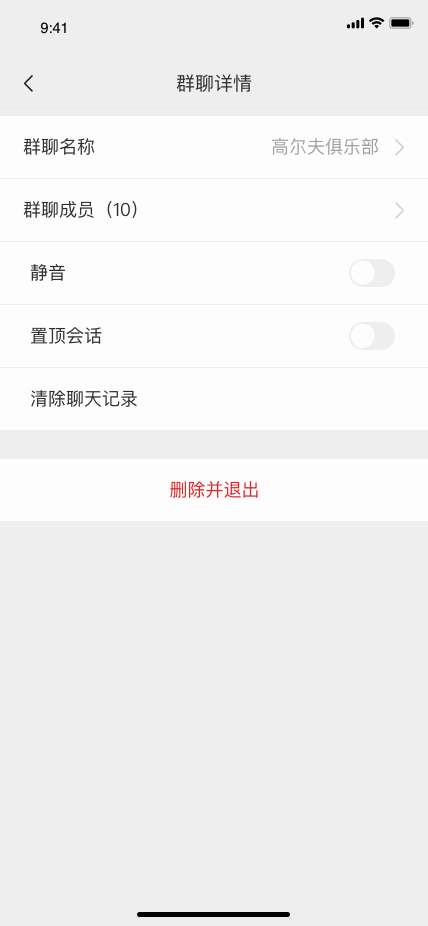 9:41
群聊详情
群聊名称 高尔夫俱乐部
群聊成员（10）
静音
置顶会话
清除聊天记录
删除并退出